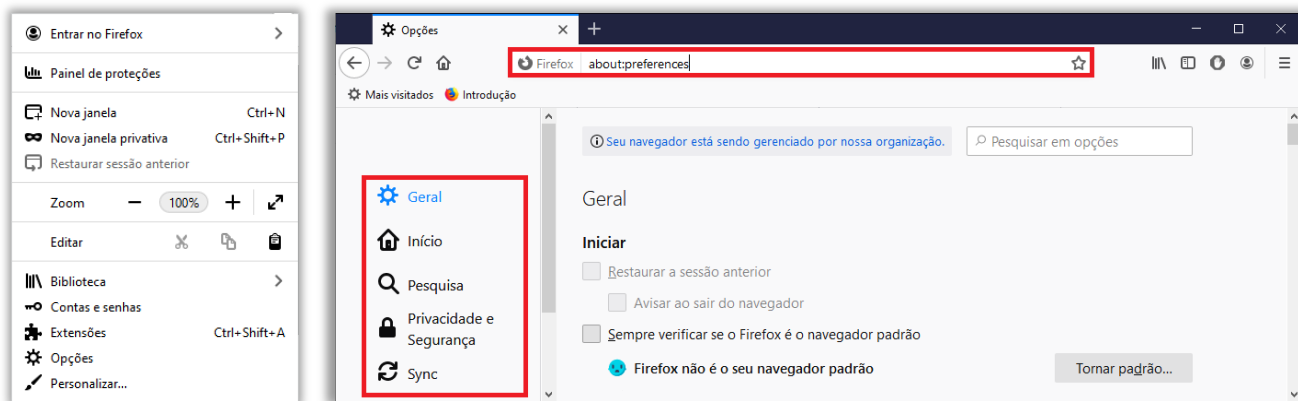 Entrar no Firefox
Painel de proteções
Nova janela Ctrl+N
Nova janela privativa Ctrl+Shift+P
Restaurar sessão anterior
Zoom 100%
Editar
Biblioteca
Contas e senhas
Extensões Ctrl+Shift+A
Opções
Personalizar...
Opções
Firefox about:preferences
Mais visitados Introdução
Seu navegador está sendo gerenciado por nossa organização. Pesquisar em opções
Geral
Início
Pesquisa
Privacidade e
Segurança
Sync
Geral
Iniciar
Restaurar a sessão anterior
Avisar ao sair do navegador
Sempre verificar se o Firefox é o navegador padrão
Firefox não é o seu navegador padrão Tornar padrão...